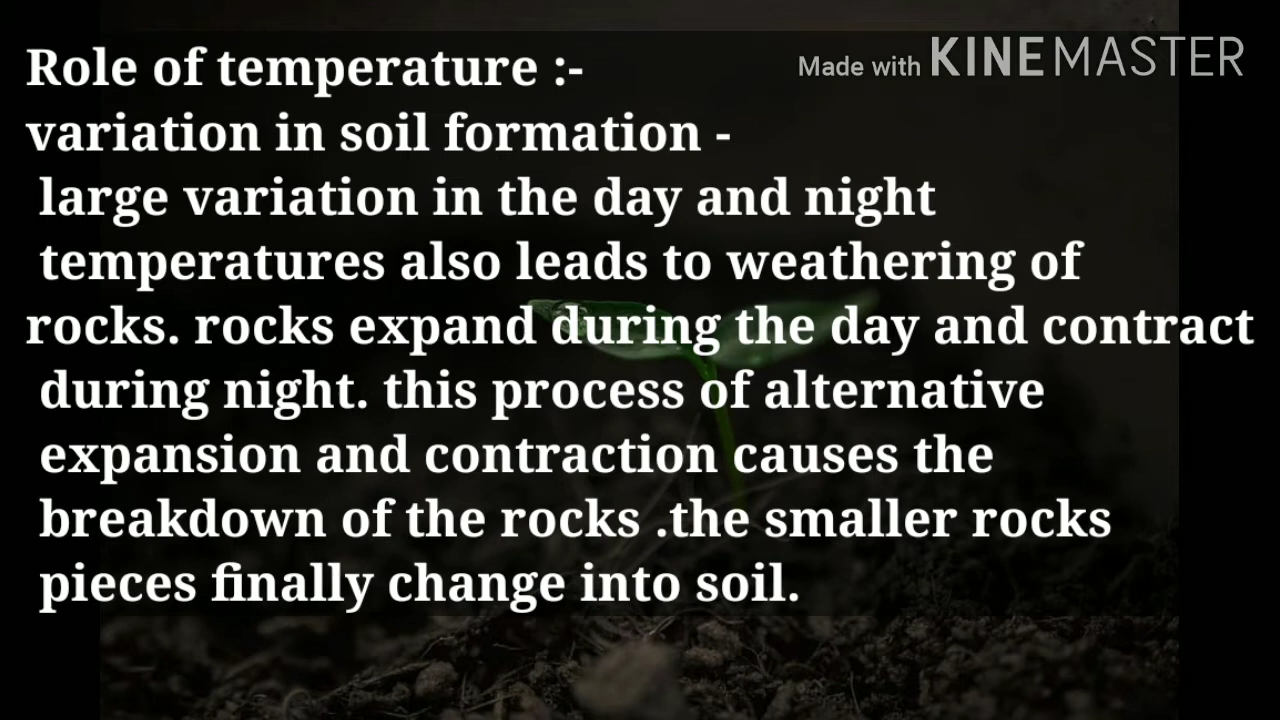 Role of temperature :-
Made with KINEMASTER
variation in soil formation -
large variation in the day and night
temperatures also leads to weathering of
rocks. rocks expand during the day and contract
during night. this process of alternative
expansion and contraction causes the
breakdown of the rocks .the smaller rocks
pieces finally change into soil.